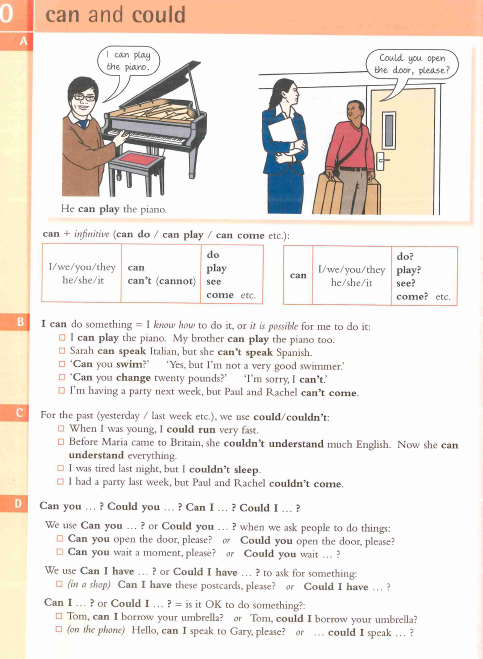 0 can and could
A
I can play
the piano.
Could you open
the door, please?
He can play the piano.
can + infinitive (can do / can play / can come etc.):
I/we/you/they
he/she/it
can
can't (cannot)
do
play
see
come etc.
can
I/we/you/they
he/she/it
do?
play?
see?
come? etc.
B
I can do something = I know how to do it, or it is possible for me to do it:
I can play the piano. My brother can play the piano too.
Sarah can speak Italian, but she can't speak Spanish.
'Can you swim?' 'Yes, but I'm not a very good swimmer.'
'Can you change twenty pounds?' 'I'm sorry, I can't.'
I'm having a party next week, but Paul and Rachel can't come.
C
For the past (yesterday / last week etc.), we use could/couldn't:
When I was young, I could run very fast.
Before Maria came to Britain, she couldn't understand much English. Now she can
understand everything.
I was tired last night, but I couldn't sleep.
I had a party last week, but Paul and Rachel couldn't come.
D
Can you ... ? Could you ... ? Can I ... ? Could I ... ?
We use Can you ... ? or Could you ... ? when we ask people to do things:
Can you open the door, please? or Could you open the door, please?
Can you wait a moment, please? or Could you wait ... ?
We use Can I have ... ? or Could I have ... ? to ask for something:
(in a shop) Can I have these postcards, please? or Could I have ... ?
Can I ... ? or Could I ... ? = is it OK to do something?:
Tom, can I borrow your umbrella? or Tom, could I borrow your umbrella?
(on the phone) Hello, can I speak to Gary, please? or ... could I speak ... ?